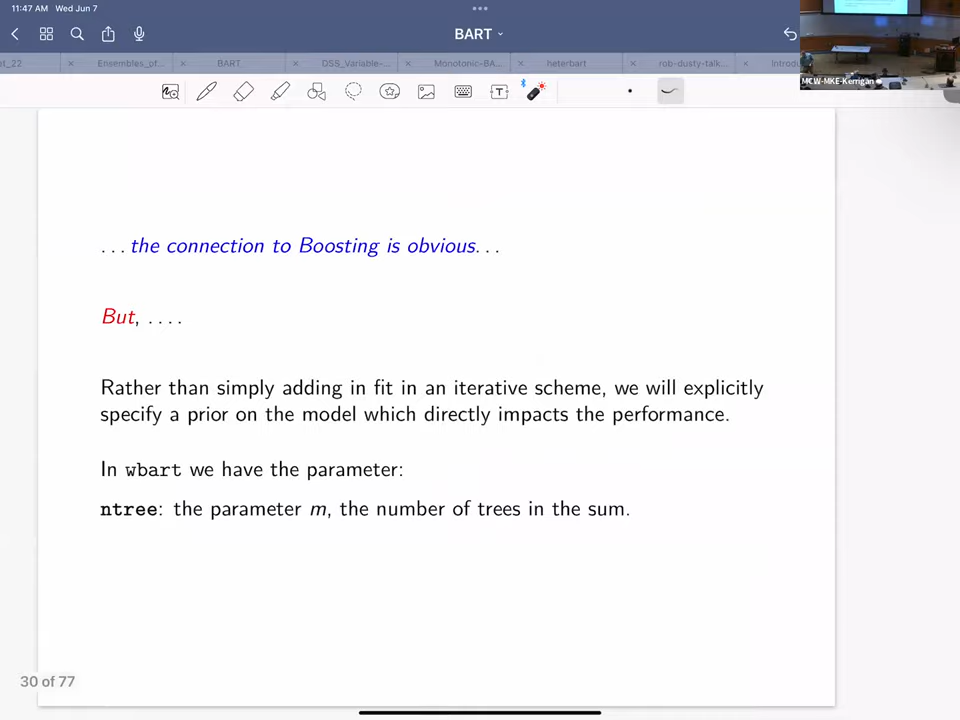 11:47 AM Wed Jun 7
BART
st_22
Ensembles_of...
BART
DSS_Variable-...
Monotonic-BA...
heterbart
rob-dusty-talk...
Introdu
MCW-MKE-Kerrigan
T
... the connection to Boosting is obvious...
But, ....
Rather than simply adding in fit in an iterative scheme, we will explicitly
specify a prior on the model which directly impacts the performance.
In wbart we have the parameter:
ntree: the parameter m, the number of trees in the sum.
30 of 77